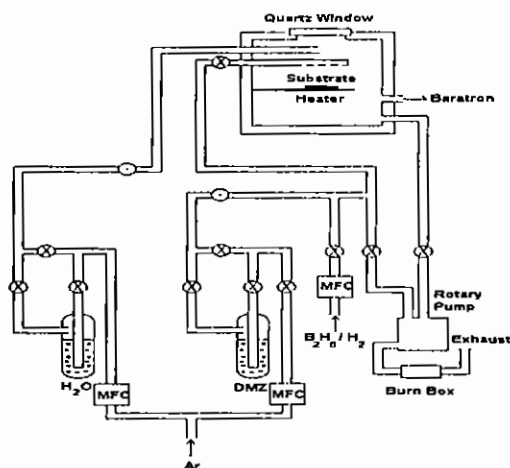 Quartz Window
Substrate
Heater
Baratron
MFC
Rotary
Pump
B2H6/H2
Exhaust
H2O
DMZ
MFC
MFC
Burn Box
Ar